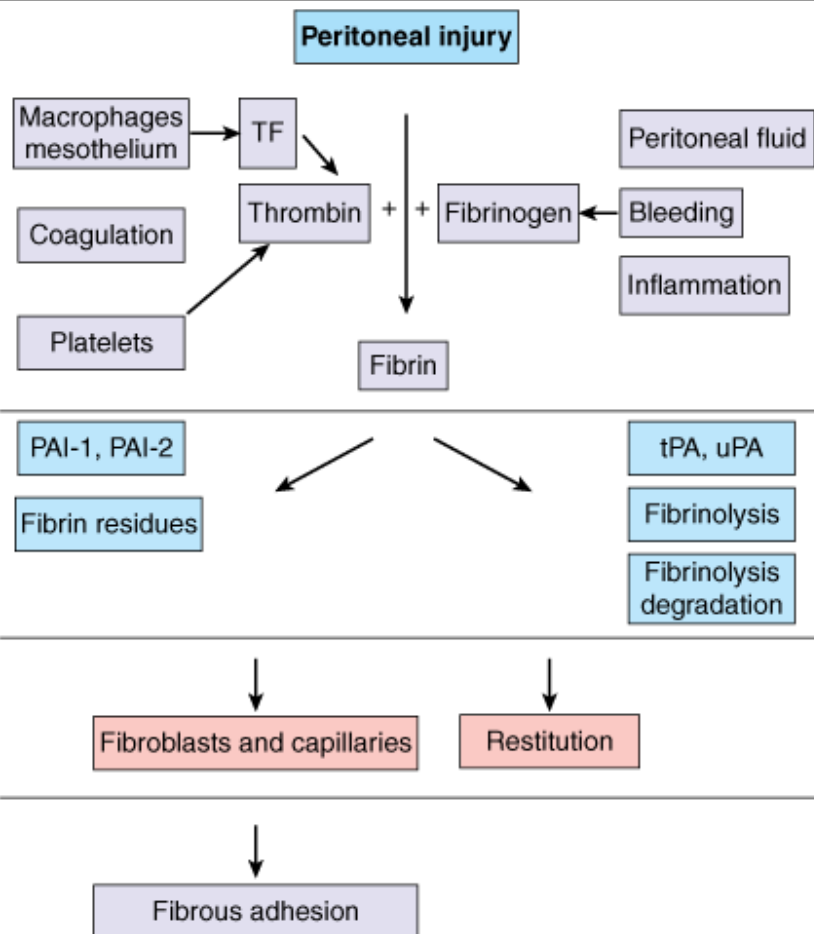 Peritoneal injury
Macrophages
mesothelium
TF
Peritoneal fluid
Thrombin
+
+
Fibrinogen
Bleeding
Coagulation
Inflammation
Platelets
Fibrin
PAI-1, PAI-2
tPA, uPA
Fibrin residues
Fibrinolysis
Fibrinolysis
degradation
Fibroblasts and capillaries
Restitution
Fibrous adhesion